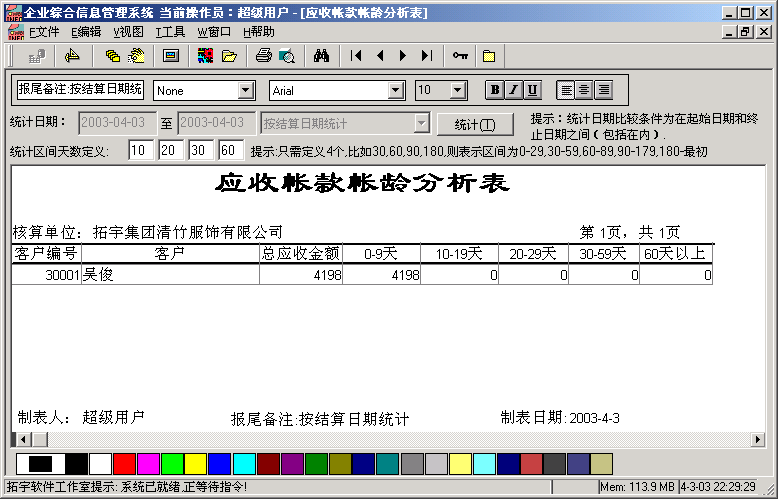 企业综合信息管理系统 当前操作员：超级用户 - [应收帐款帐龄分析表]
F文件 E编辑 V视图 T工具 W窗口 H帮助
报尾备注:按结算日期统 None Arial 10 B I U
统计日期： 2003-04-03 至 2003-04-03 按结算日期统计 统计(T) 提示：统计日期比较条件为在起始日期和终
止日期之间（包括在内）.
统计区间天数定义: 10 20 30 60 提示:只需定义4个,比如30,60,90,180,则表示区间为0-29,30-59,60-89,90-179,180-最初
应收帐款帐龄分析表
核算单位: 拓宇集团清竹服饰有限公司 第 1页，共 1页
客户编号 客户 总应收金额 0-9天 10-19天 20-29天 30-59天 60天以上
30001 吴俊 4198 4198 0 0 0 0
制表人: 超级用户 报尾备注:按结算日期统计 制表日期: 2003-4-3
拓宇软件工作室提示: 系统已就绪,正等待指令! Mem: 113.9 MB 4-3-03 22:29:29